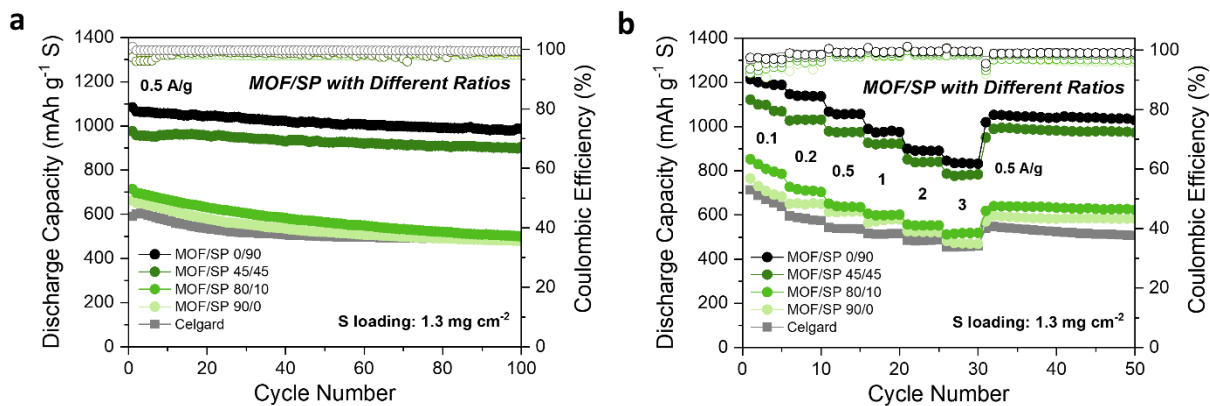 a
1400
1200
1000
800
600
400
200
0
0.5 A/g
MOF/SP with Different Ratios
MOF/SP 0/90
MOF/SP 45/45
MOF/SP 80/10
MOF/SP 90/0
Celgard
S loading: 1.3 mg cm⁻²
100
80
60
40
20
0
0
20
40
60
80
100
Discharge Capacity (mAh g⁻¹ S)
Coulombic Efficiency (%)
Cycle Number
b
1400
1200
1000
800
600
400
200
0
MOF/SP with Different Ratios
0.1
0.2
0.5
1
2
3
0.5 A/g
MOF/SP 0/90
MOF/SP 45/45
MOF/SP 80/10
MOF/SP 90/0
Celgard
S loading: 1.3 mg cm⁻²
100
80
60
40
20
0
0
10
20
30
40
50
Discharge Capacity (mAh g⁻¹ S)
Coulombic Efficiency (%)
Cycle Number